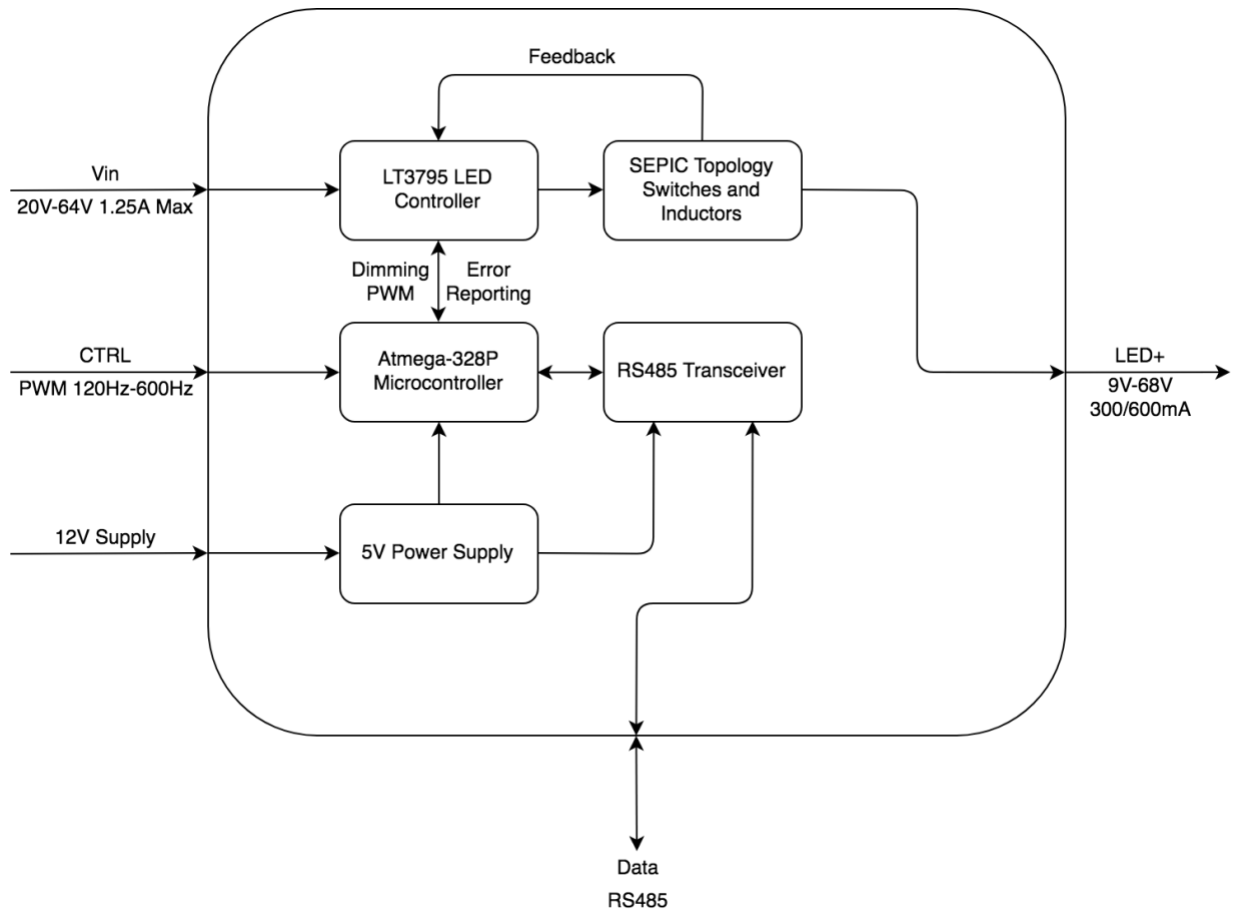 Feedback
Vin
20V-64V 1.25A Max
LT3795 LED
Controller
SEPIC Topology
Switches and
Inductors
Dimming
PWM
Error
Reporting
CTRL
PWM 120Hz-600Hz
Atmega-328P
Microcontroller
RS485 Transceiver
LED+
9V-68V
300/600mA
12V Supply
5V Power Supply
Data
RS485